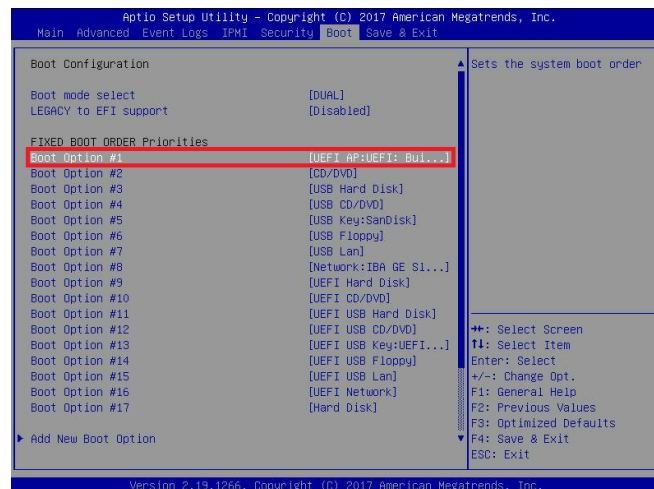 Aptio Setup Utility – Copyright (C) 2017 American Megatrends, Inc.
Main Advanced Event Logs IPMI Security Boot Save & Exit
Boot Configuration
Boot mode select [DUAL]
LEGACY to EFI support [Disabled]
FIXED BOOT ORDER Priorities
Boot Option #1 [UEFI AP:UEFI: Bui...]
Boot Option #2 [CD/DVD]
Boot Option #3 [USB Hard Disk]
Boot Option #4 [USB CD/DVD]
Boot Option #5 [USB Key:SanDisk]
Boot Option #6 [USB Floppy]
Boot Option #7 [USB Lan]
Boot Option #8 [Network:IBA GE Sl...]
Boot Option #9 [UEFI Hard Disk]
Boot Option #10 [UEFI CD/DVD]
Boot Option #11 [UEFI USB Hard Disk]
Boot Option #12 [UEFI USB CD/DVD]
Boot Option #13 [UEFI USB Key:UEFI...]
Boot Option #14 [UEFI USB Floppy]
Boot Option #15 [UEFI USB Lan]
Boot Option #16 [UEFI Network]
Boot Option #17 [Hard Disk]
Add New Boot Option
Sets the system boot order
→←: Select Screen
↑↓: Select Item
Enter: Select
+/-: Change Opt.
F1: General Help
F2: Previous Values
F3: Optimized Defaults
F4: Save & Exit
ESC: Exit
Version 2.19.1266. Copyright (C) 2017 American Megatrends, Inc.